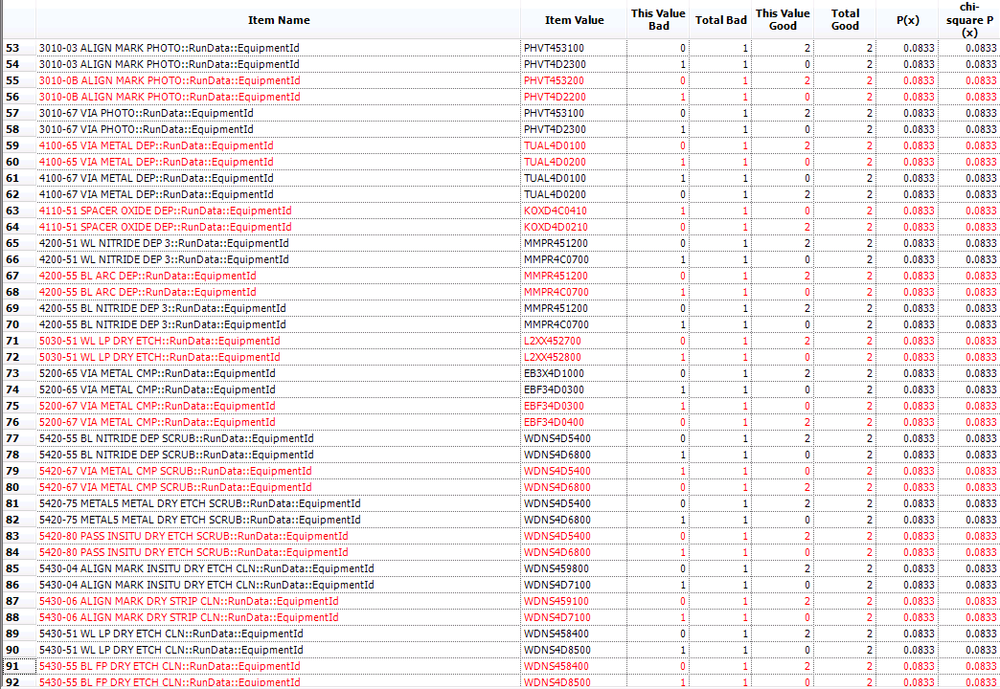 Item Name Item Value This Value Bad Total Bad This Value Good Total Good P(x) chi-square P (x)
53 3010-03 ALIGN MARK PHOTO::RunData::EquipmentId PHVT453100 0 1 2 2 0.0833 0.0833
54 3010-03 ALIGN MARK PHOTO::RunData::EquipmentId PHVT4D2300 1 1 0 2 0.0833 0.0833
55 3010-0B ALIGN MARK PHOTO::RunData::EquipmentId PHVT453200 0 1 2 2 0.0833 0.0833
56 3010-0B ALIGN MARK PHOTO::RunData::EquipmentId PHVT4D2200 1 1 0 2 0.0833 0.0833
57 3010-67 VIA PHOTO::RunData::EquipmentId PHVT453100 0 1 2 2 0.0833 0.0833
58 3010-67 VIA PHOTO::RunData::EquipmentId PHVT4D2300 1 1 0 2 0.0833 0.0833
59 4100-65 VIA METAL DEP::RunData::EquipmentId TUAL4D0100 0 1 2 2 0.0833 0.0833
60 4100-65 VIA METAL DEP::RunData::EquipmentId TUAL4D0200 1 1 0 2 0.0833 0.0833
61 4100-67 VIA METAL DEP::RunData::EquipmentId TUAL4D0100 1 1 0 2 0.0833 0.0833
62 4100-67 VIA METAL DEP::RunData::EquipmentId TUAL4D0200 0 1 2 2 0.0833 0.0833
63 4110-51 SPACER OXIDE DEP::RunData::EquipmentId KOXD4C0410 1 1 0 2 0.0833 0.0833
64 4110-51 SPACER OXIDE DEP::RunData::EquipmentId KOXD4D0210 0 1 2 2 0.0833 0.0833
65 4200-51 WL NITRIDE DEP 3::RunData::EquipmentId MMPR451200 0 1 2 2 0.0833 0.0833
66 4200-51 WL NITRIDE DEP 3::RunData::EquipmentId MMPR4C0700 1 1 0 2 0.0833 0.0833
67 4200-55 BL ARC DEP::RunData::EquipmentId MMPR451200 0 1 2 2 0.0833 0.0833
68 4200-55 BL ARC DEP::RunData::EquipmentId MMPR4C0700 1 1 0 2 0.0833 0.0833
69 4200-55 BL NITRIDE DEP 3::RunData::EquipmentId MMPR451200 0 1 2 2 0.0833 0.0833
70 4200-55 BL NITRIDE DEP 3::RunData::EquipmentId MMPR4C0700 1 1 0 2 0.0833 0.0833
71 5030-51 WL LP DRY ETCH::RunData::EquipmentId L2XX452700 0 1 2 2 0.0833 0.0833
72 5030-51 WL LP DRY ETCH::RunData::EquipmentId L2XX452800 1 1 0 2 0.0833 0.0833
73 5200-65 VIA METAL CMP::RunData::EquipmentId EB3X4D1000 0 1 2 2 0.0833 0.0833
74 5200-65 VIA METAL CMP::RunData::EquipmentId EBF34D0300 1 1 0 2 0.0833 0.0833
75 5200-67 VIA METAL CMP::RunData::EquipmentId EBF34D0300 1 1 0 2 0.0833 0.0833
76 5200-67 VIA METAL CMP::RunData::EquipmentId EBF34D0400 0 1 2 2 0.0833 0.0833
77 5420-55 BL NITRIDE DEP SCRUB::RunData::EquipmentId WDNS4D5400 0 1 2 2 0.0833 0.0833
78 5420-55 BL NITRIDE DEP SCRUB::RunData::EquipmentId WDNS4D6800 1 1 0 2 0.0833 0.0833
79 5420-67 VIA METAL CMP SCRUB::RunData::EquipmentId WDNS4D5400 1 1 0 2 0.0833 0.0833
80 5420-67 VIA METAL CMP SCRUB::RunData::EquipmentId WDNS4D6800 0 1 2 2 0.0833 0.0833
81 5420-75 METAL5 METAL DRY ETCH SCRUB::RunData::EquipmentId WDNS4D5400 0 1 2 2 0.0833 0.0833
82 5420-75 METAL5 METAL DRY ETCH SCRUB::RunData::EquipmentId WDNS4D6800 1 1 0 2 0.0833 0.0833
83 5420-80 PASS INSITU DRY ETCH SCRUB::RunData::EquipmentId WDNS4D5400 0 1 2 2 0.0833 0.0833
84 5420-80 PASS INSITU DRY ETCH SCRUB::RunData::EquipmentId WDNS4D6800 1 1 0 2 0.0833 0.0833
85 5430-04 ALIGN MARK INSITU DRY ETCH CLN::RunData::EquipmentId WDNS459800 0 1 2 2 0.0833 0.0833
86 5430-04 ALIGN MARK INSITU DRY ETCH CLN::RunData::EquipmentId WDNS4D7100 1 1 0 2 0.0833 0.0833
87 5430-06 ALIGN MARK DRY STRIP CLN::RunData::EquipmentId WDNS459100 0 1 2 2 0.0833 0.0833
88 5430-06 ALIGN MARK DRY STRIP CLN::RunData::EquipmentId WDNS4D7100 1 1 0 2 0.0833 0.0833
89 5430-51 WL LP DRY ETCH CLN::RunData::EquipmentId WDNS458400 0 1 2 2 0.0833 0.0833
90 5430-51 WL LP DRY ETCH CLN::RunData::EquipmentId WDNS4D8500 1 1 0 2 0.0833 0.0833
91 5430-55 BL FP DRY ETCH CLN::RunData::EquipmentId WDNS458400 0 1 2 2 0.0833 0.0833
92 5430-55 BL FP DRY ETCH CLN::RunData::EquipmentId WDNS4D8500 1 1 0 2 0.0833 0.0833